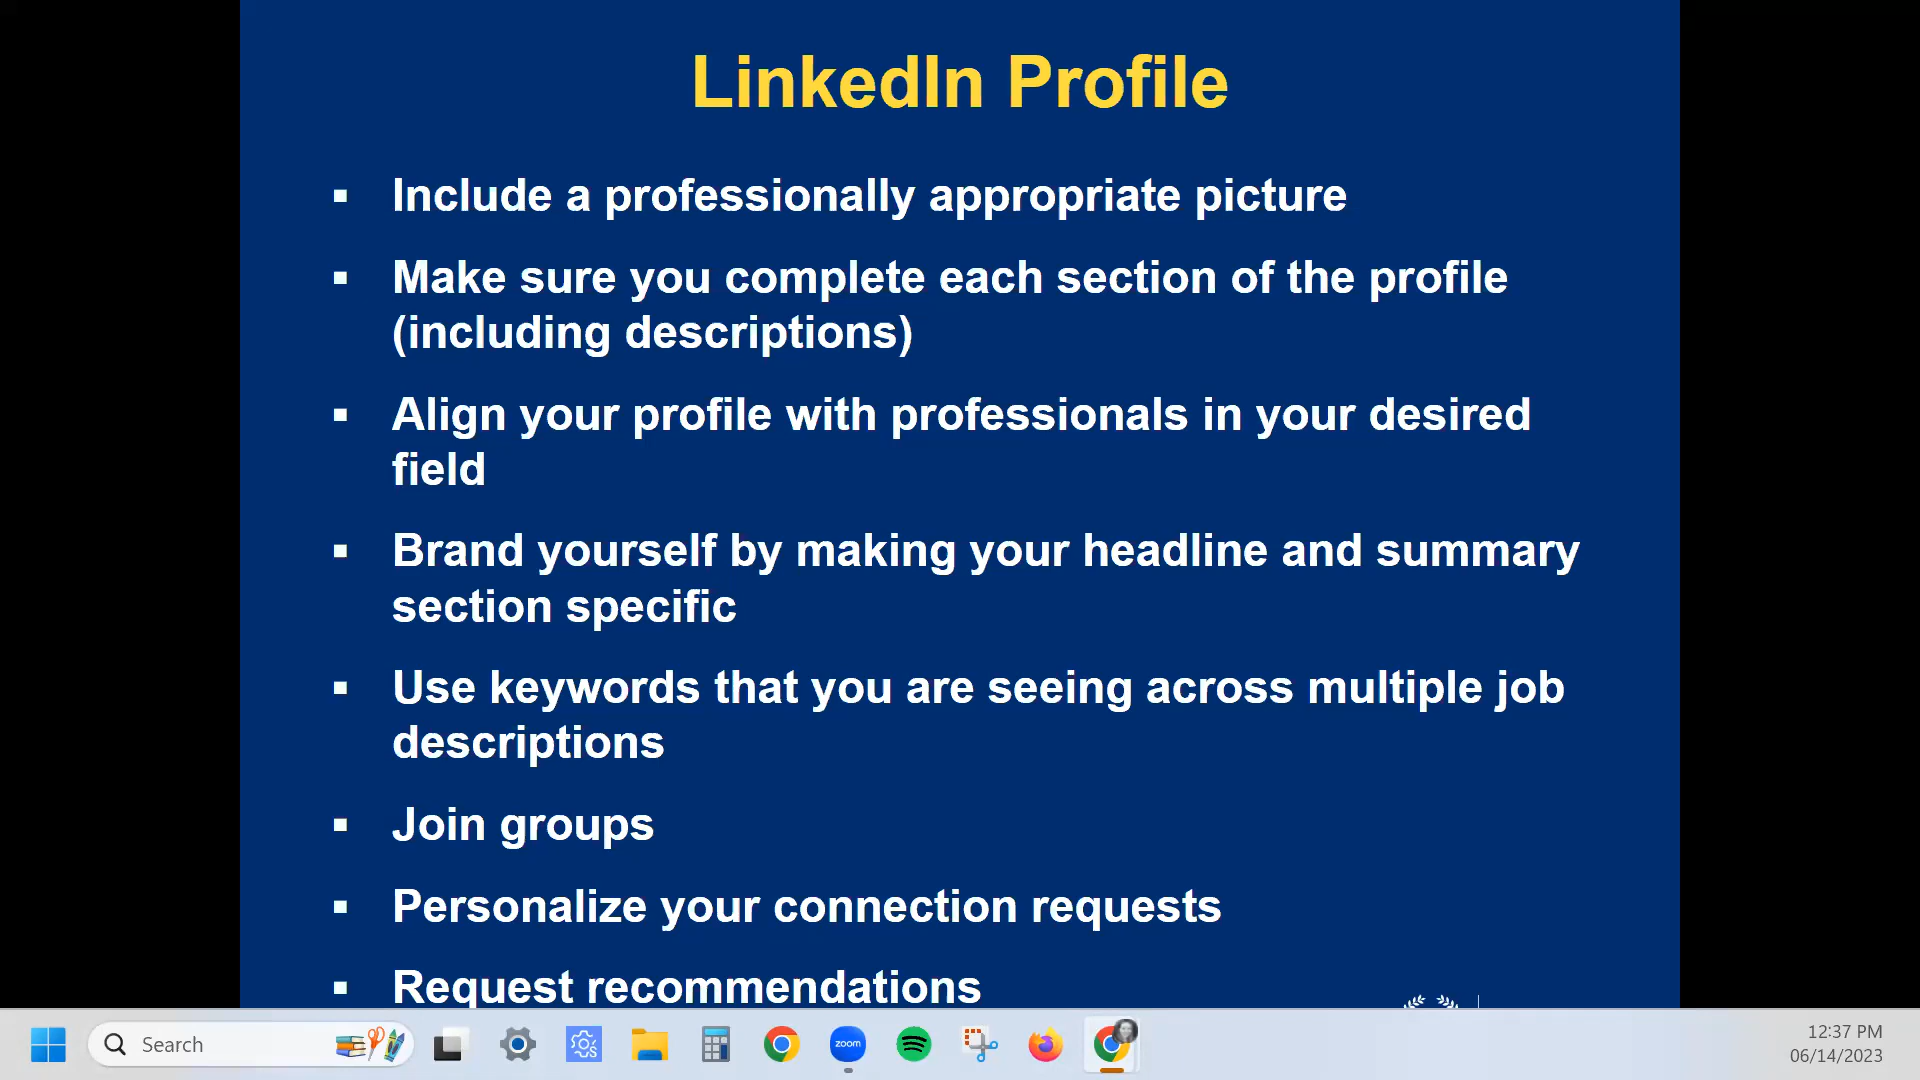 LinkedIn Profile
▪ Include a professionally appropriate picture
▪ Make sure you complete each section of the profile
(including descriptions)
▪ Align your profile with professionals in your desired
field
▪ Brand yourself by making your headline and summary
section specific
▪ Use keywords that you are seeing across multiple job
descriptions
▪ Join groups
▪ Personalize your connection requests
▪ Request recommendations
Search
zoom
12:37 PM
06/14/2023